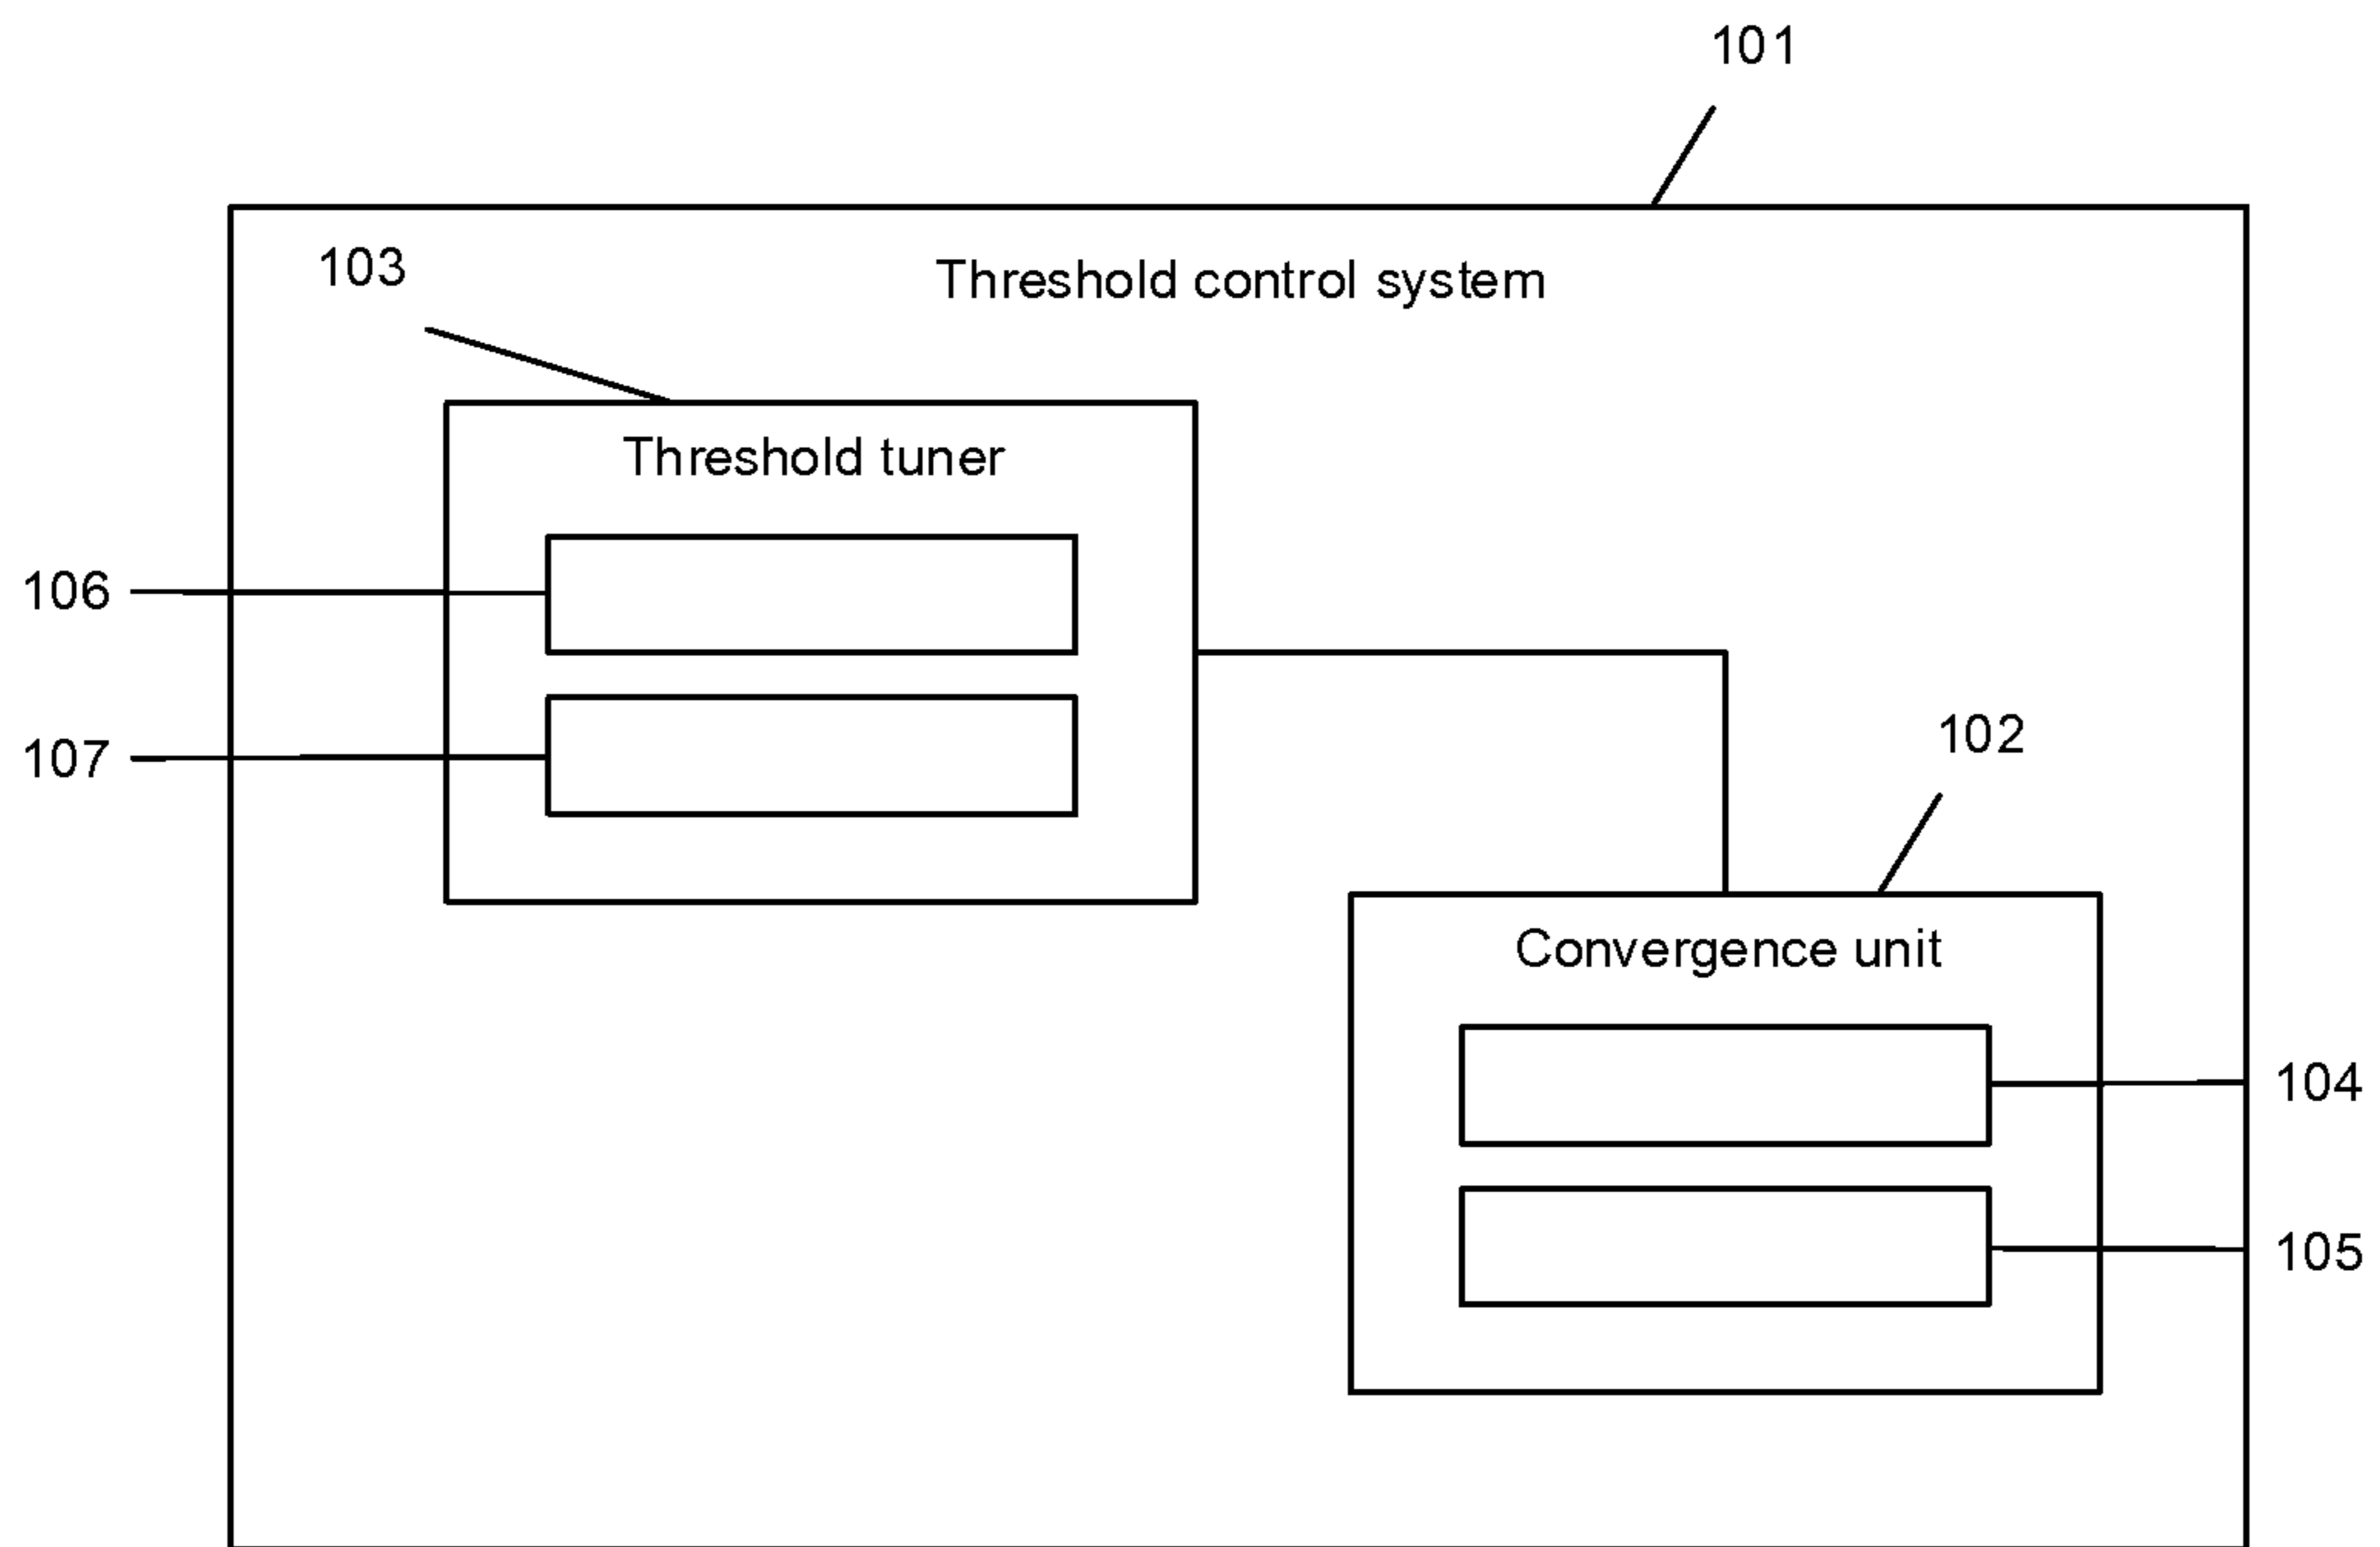 101
103
Threshold control system
Threshold tuner
106
107
102
Convergence unit
104
105